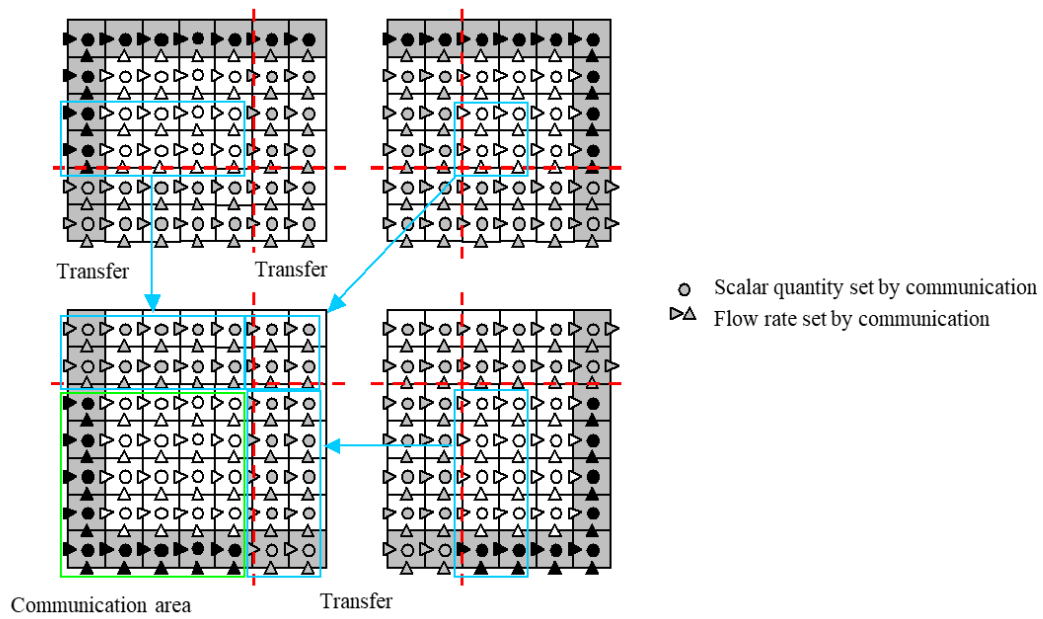 Transfer
Transfer
Scalar quantity set by communication
Flow rate set by communication
Communication area
Transfer